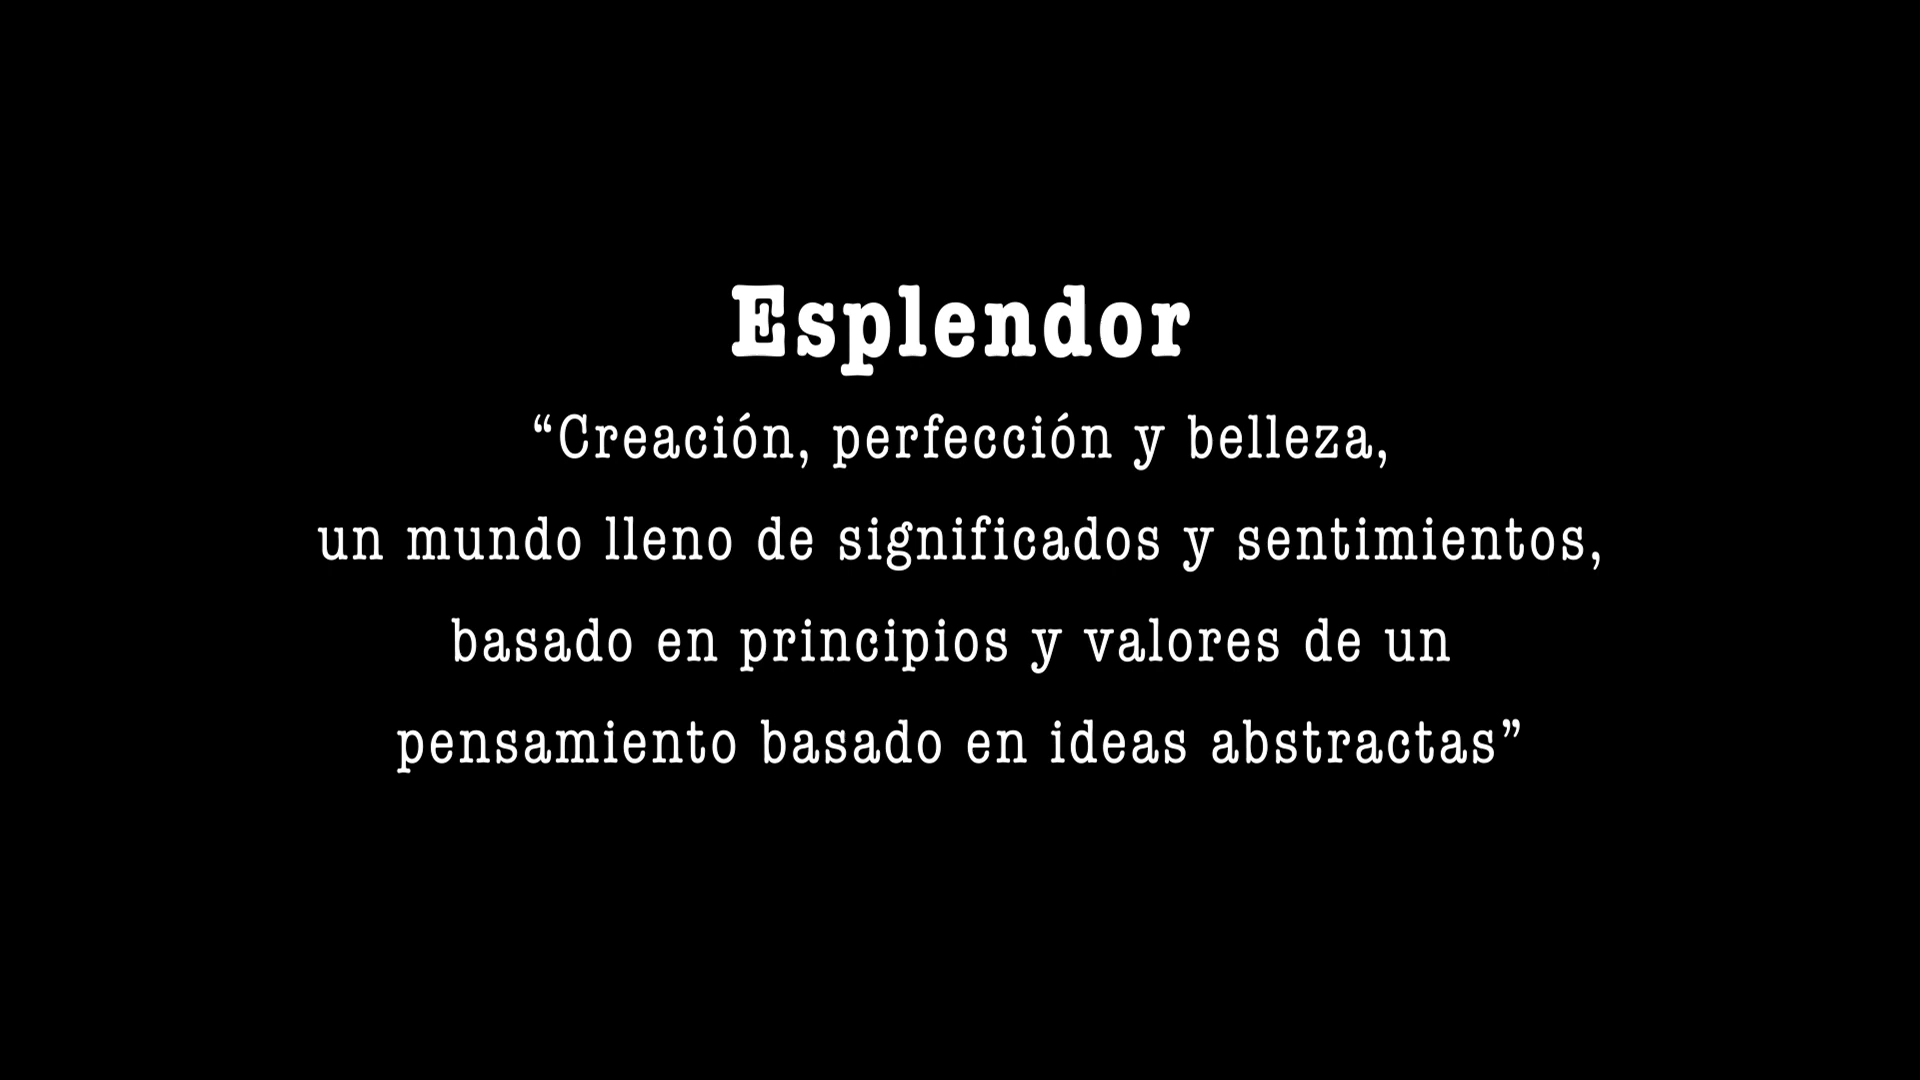 Esplendor
“Creación, perfección y belleza,
un mundo lleno de significados y sentimientos,
basado en principios y valores de un
pensamiento basado en ideas abstractas”